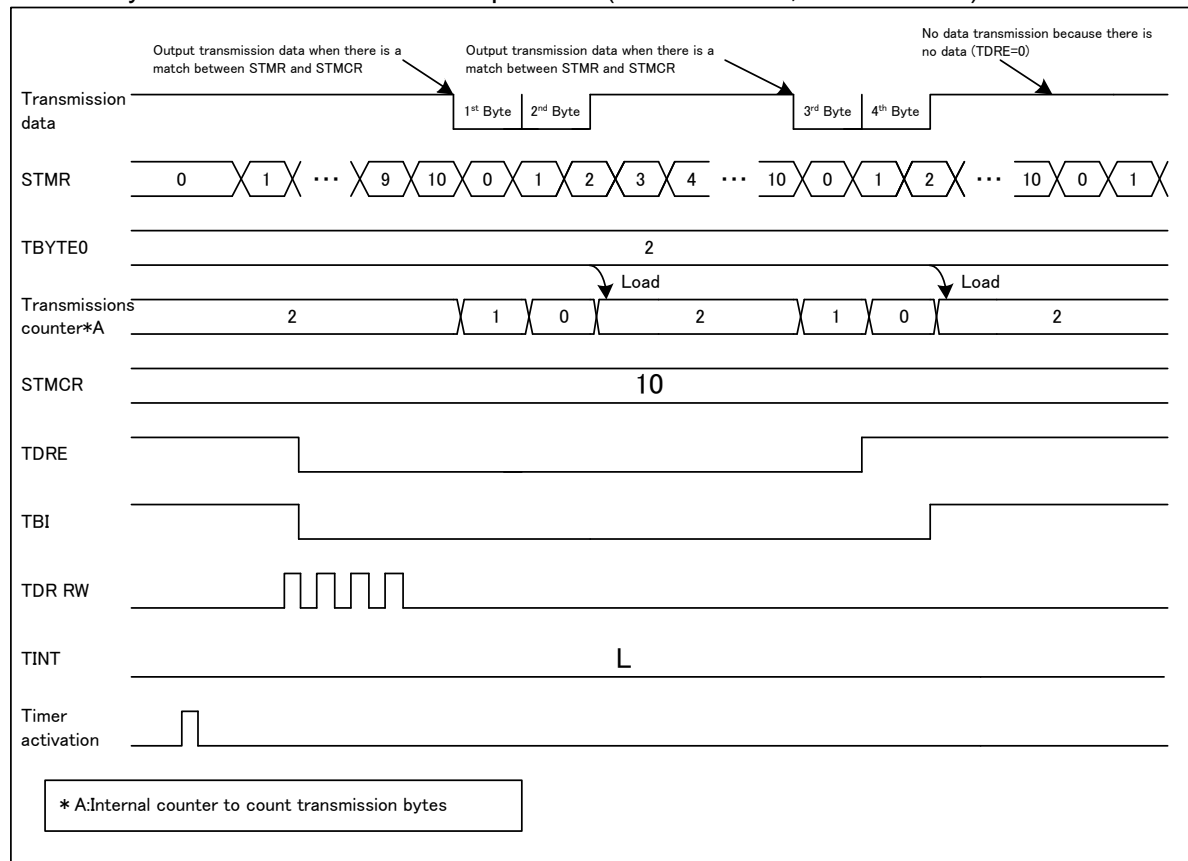 No data transmission because there is
no data (TDRE=0)
Output transmission data when there is a
match between STMR and STMCR
Output transmission data when there is a
match between STMR and STMCR
Transmission
data
1st Byte 2nd Byte 3rd Byte 4th Byte
STMR 0 1 ... 9 10 0 1 2 3 4 ... 10 0 1 2 ... 10 0 1
TBYTE0 2
Load Load
Transmissions
counter*A
2 1 0 2 1 0 2
STMCR 10
TDRE
TBI
TDR RW
TINT L
Timer
activation
* A:Internal counter to count transmission bytes